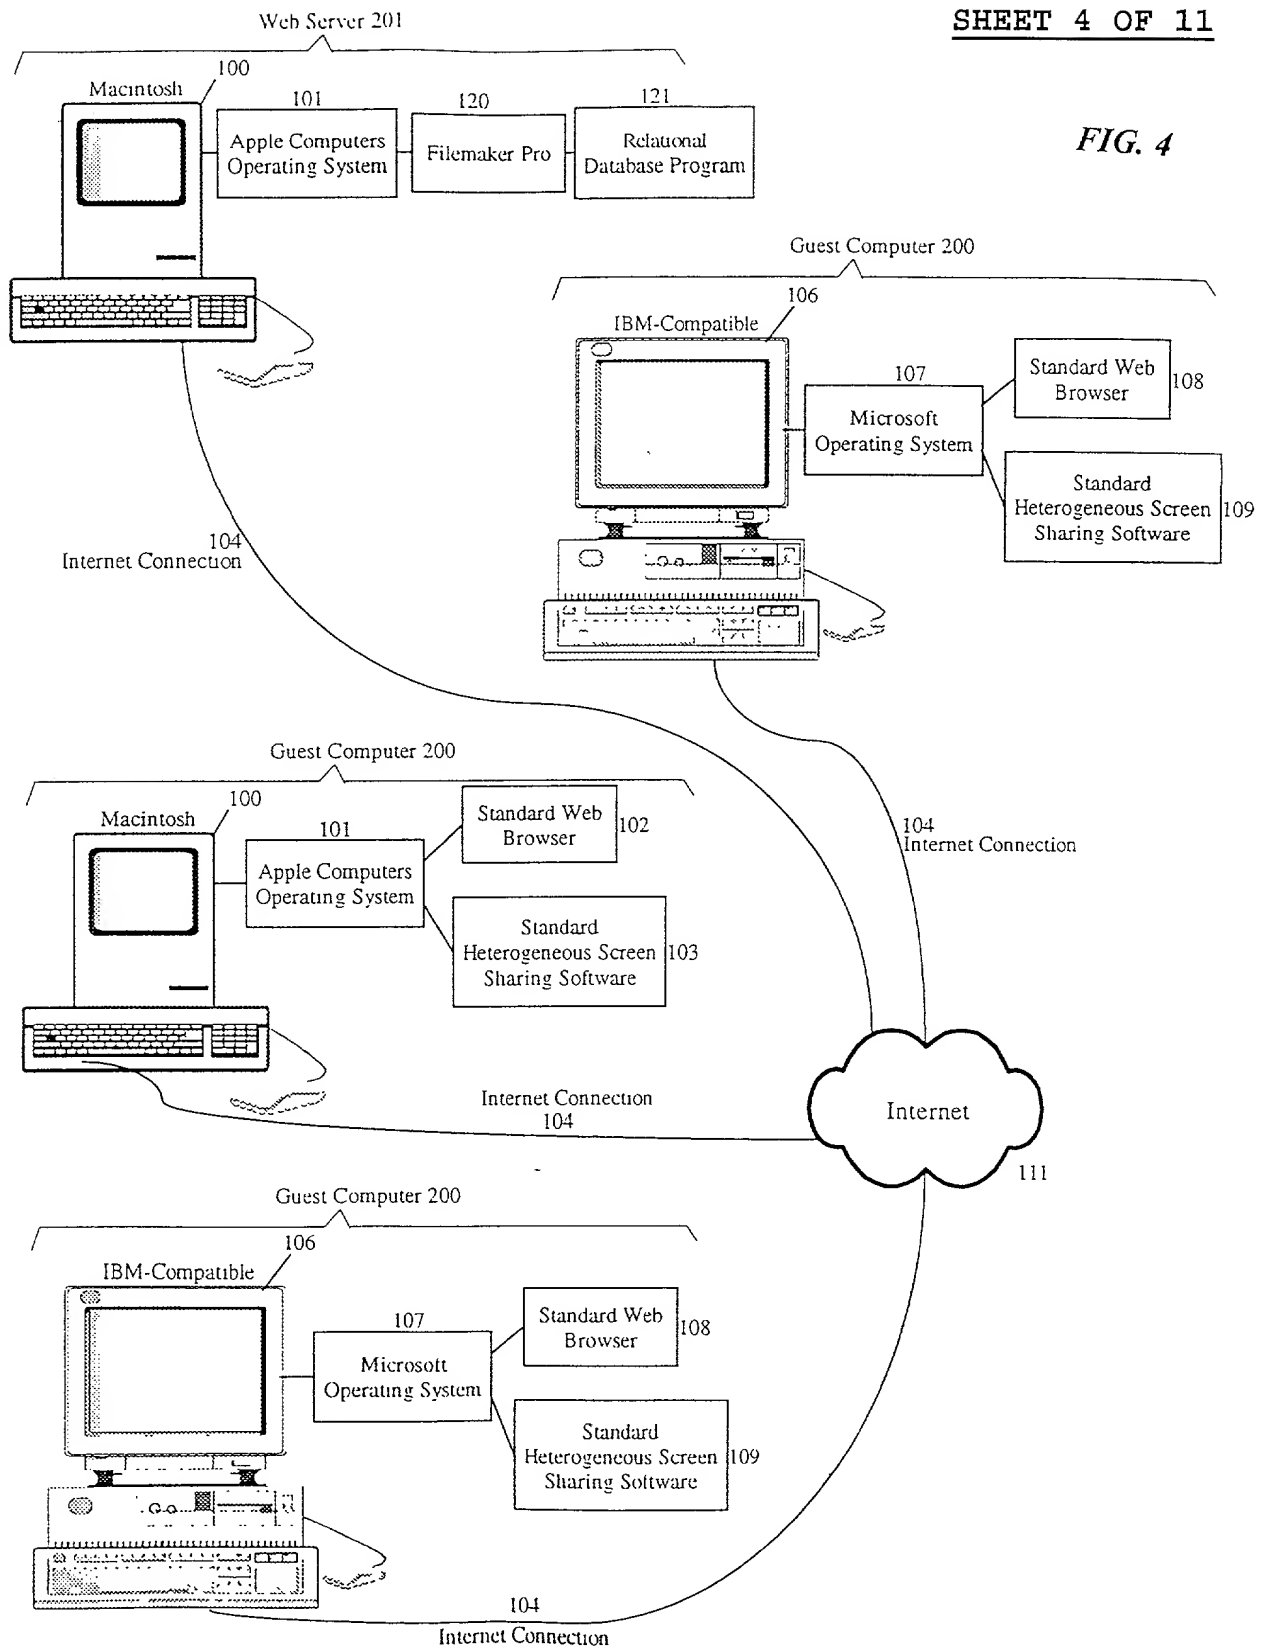 SHEET 4 OF 11
FIG. 4
Web Server 201
Macintosh
100
101
Apple Computers
Operating System
120
Filemaker Pro
121
Relational
Database Program
104
Internet Connection
Guest Computer 200
IBM-Compatible
106
107
Microsoft
Operating System
Standard Web
Browser
108
Standard
Heterogeneous Screen
Sharing Software
109
104
Internet Connection
Guest Computer 200
Macintosh
100
101
Apple Computers
Operating System
Standard Web
Browser
102
Standard
Heterogeneous Screen
Sharing Software
103
Internet Connection
104
Internet
111
Guest Computer 200
IBM-Compatible
106
107
Microsoft
Operating System
Standard Web
Browser
108
Standard
Heterogeneous Screen
Sharing Software
109
104
Internet Connection